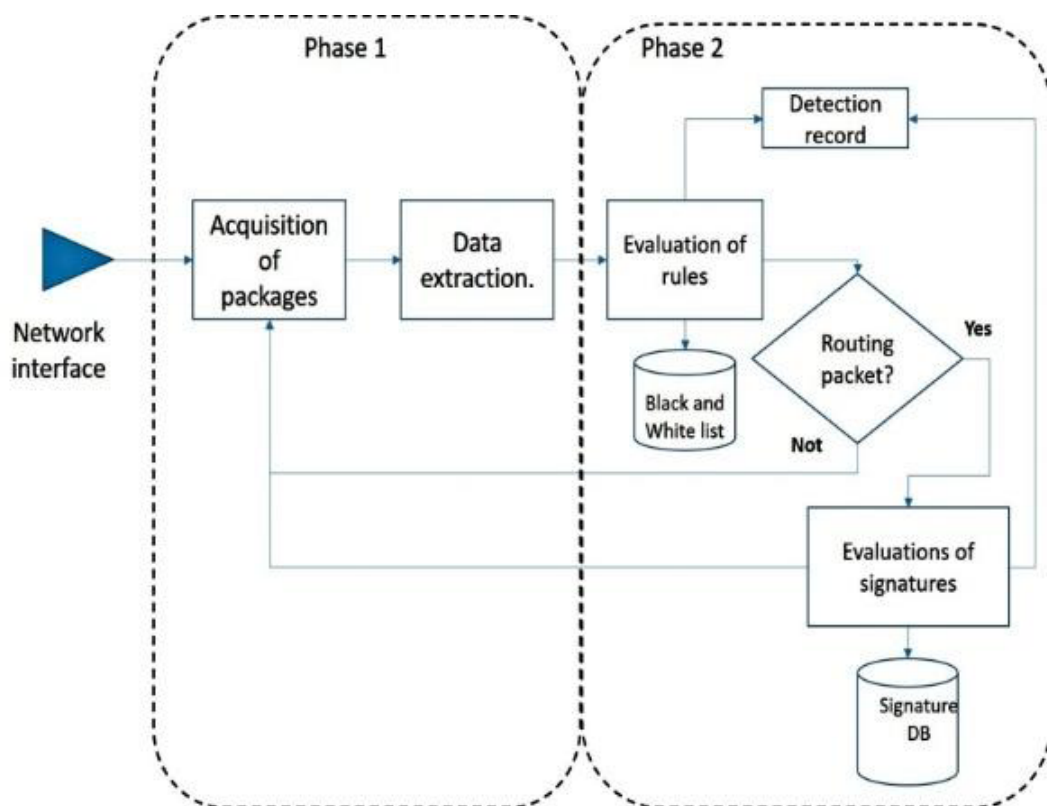 Phase 1
Phase 2
Detection
record
Acquisition
of
packages
Data
extraction.
Evaluation of
rules
Network
interface
Routing
packet?
Yes
Black and
White list
Not
Evaluations of
signatures
Signature
DB